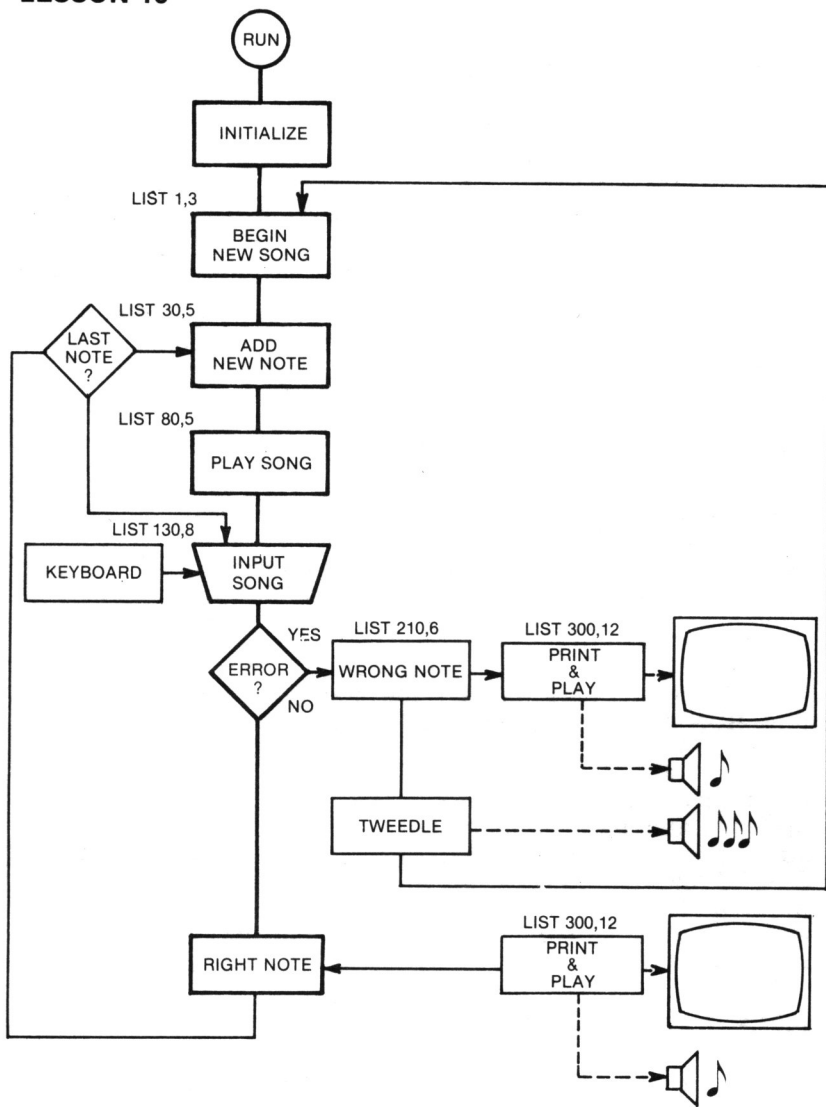 RUN
INITIALIZE
LIST 1,3
BEGIN
NEW SONG
LIST 30,5
LAST
NOTE
?
ADD
NEW NOTE
LIST 80,5
PLAY SONG
LIST 130,8
KEYBOARD
INPUT
SONG
ERROR
?
YES
NO
LIST 210,6
WRONG NOTE
LIST 300,12
PRINT
&
PLAY
TWEEDLE
RIGHT NOTE
LIST 300,12
PRINT
&
PLAY